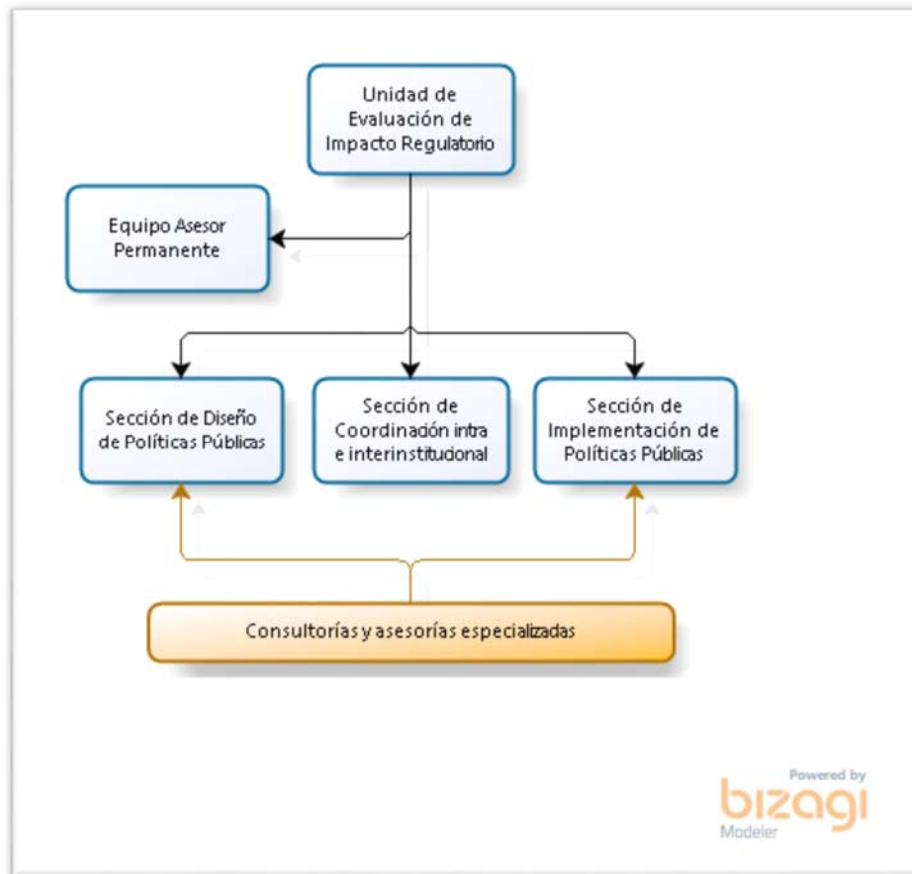 Unidad de
Evaluación de
Impacto Regulatorio
Equipo Asesor
Permanente
Sección de Diseño
de Políticas Públicas
Sección de
Coordinación intra
e interinstitucional
Sección de
Implementación de
Políticas Públicas
Consultorías y asesorías especializadas
Powered by
bizagi
Modeler